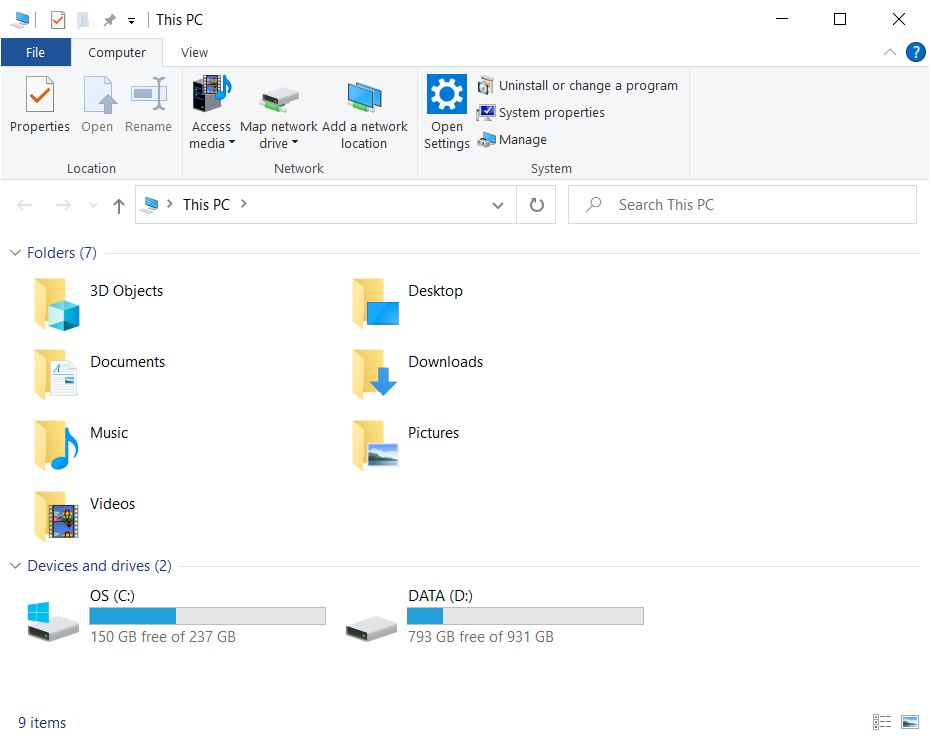 This PC
File Computer View
?
Properties Open Rename Access media Map network drive Add a network location Open Settings Uninstall or change a program
System properties
Manage
Location Network System
This PC Search This PC
Folders (7)
3D Objects Desktop
Documents Downloads
Music Pictures
Videos
Devices and drives (2)
OS (C:) DATA (D:)
150 GB free of 237 GB 793 GB free of 931 GB
9 items